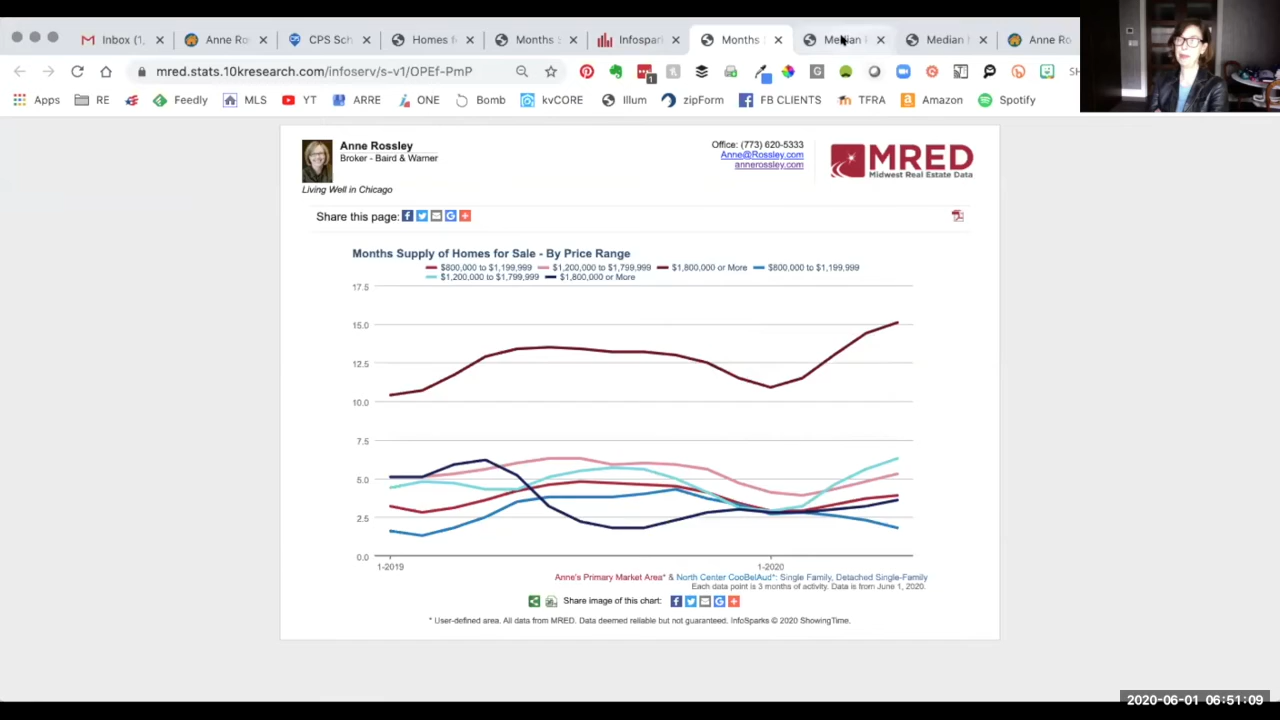 Inbox (1,
Anne Ro
CPS Sch
Homes f
Months
Infospar
Months
Median
Median
Anne Ro
mred.stats.10kresearch.com/infoserv/s-v1/OPEf-PmP
Apps
RE
Feedly
MLS
YT
ARRE
ONE
Bomb
kvCORE
Illum
zipForm
FB CLIENTS
TFRA
Amazon
Spotify
Anne Rossley
Broker - Baird & Warner
Living Well in Chicago
Office: (773) 620-5333
Anne@Rossley.com
annerossley.com
MRED
Midwest Real Estate Data
Share this page:
Months Supply of Homes for Sale - By Price Range
$800,000 to $1,199,999 $1,200,000 to $1,799,999 $1,800,000 or More $800,000 to $1,199,999
$1,200,000 to $1,799,999 $1,800,000 or More
17.5
15.0
12.5
10.0
7.5
5.0
2.5
0.0
1-2019 1-2020
Anne's Primary Market Area* & North Center CooBelAud*: Single Family, Detached Single-Family
Each data point is 3 months of activity. Data is from June 1, 2020.
Share image of this chart:
* User-defined area. All data from MRED. Data deemed reliable but not guaranteed. InfoSparks © 2020 ShowingTime.
2020-06-01 06:51:09